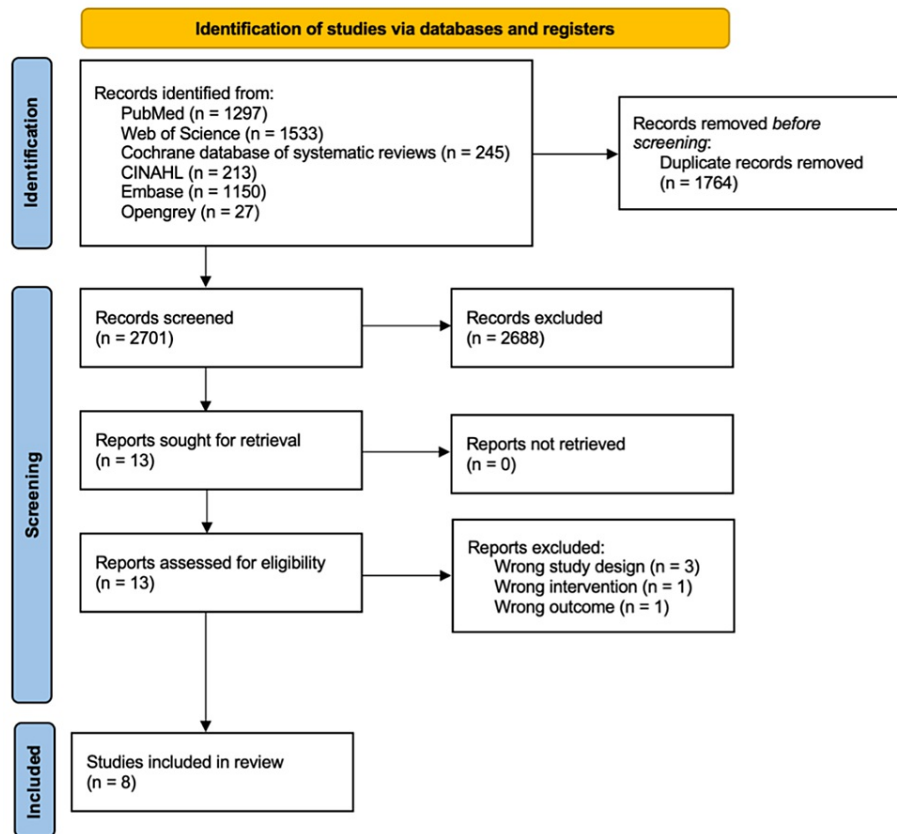 Identification of studies via databases and registers
Identification
Records identified from:
PubMed (n = 1297)
Web of Science (n = 1533)
Cochrane database of systematic reviews (n = 245)
CINAHL (n = 213)
Embase (n = 1150)
Opengrey (n = 27)
Records removed before
screening:
Duplicate records removed
(n = 1764)
Screening
Records screened
(n = 2701)
Records excluded
(n = 2688)
Reports sought for retrieval
(n = 13)
Reports not retrieved
(n = 0)
Reports assessed for eligibility
(n = 13)
Reports excluded:
Wrong study design (n = 3)
Wrong intervention (n = 1)
Wrong outcome (n = 1)
Included
Studies included in review
(n = 8)